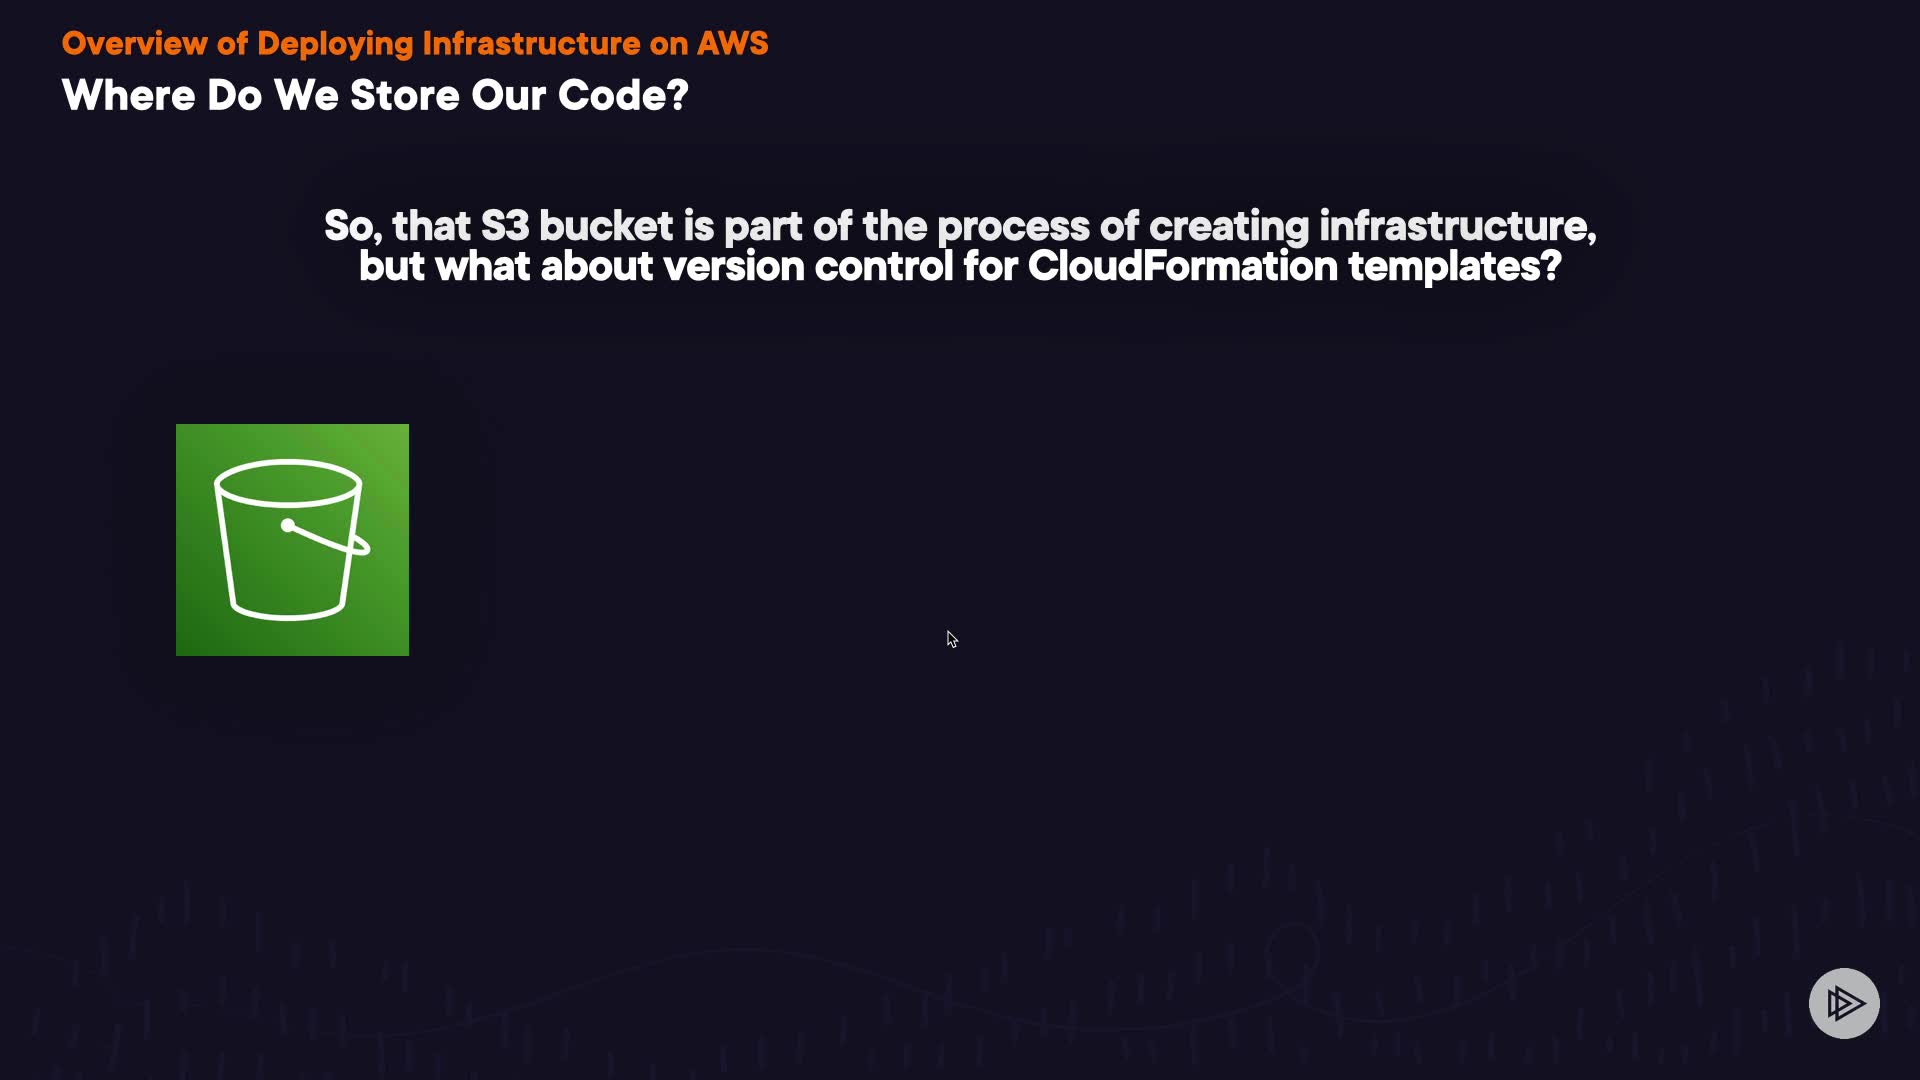 Overview of Deploying Infrastructure on AWS
Where Do We Store Our Code?
So, that S3 bucket is part of the process of creating infrastructure,
but what about version control for CloudFormation templates?